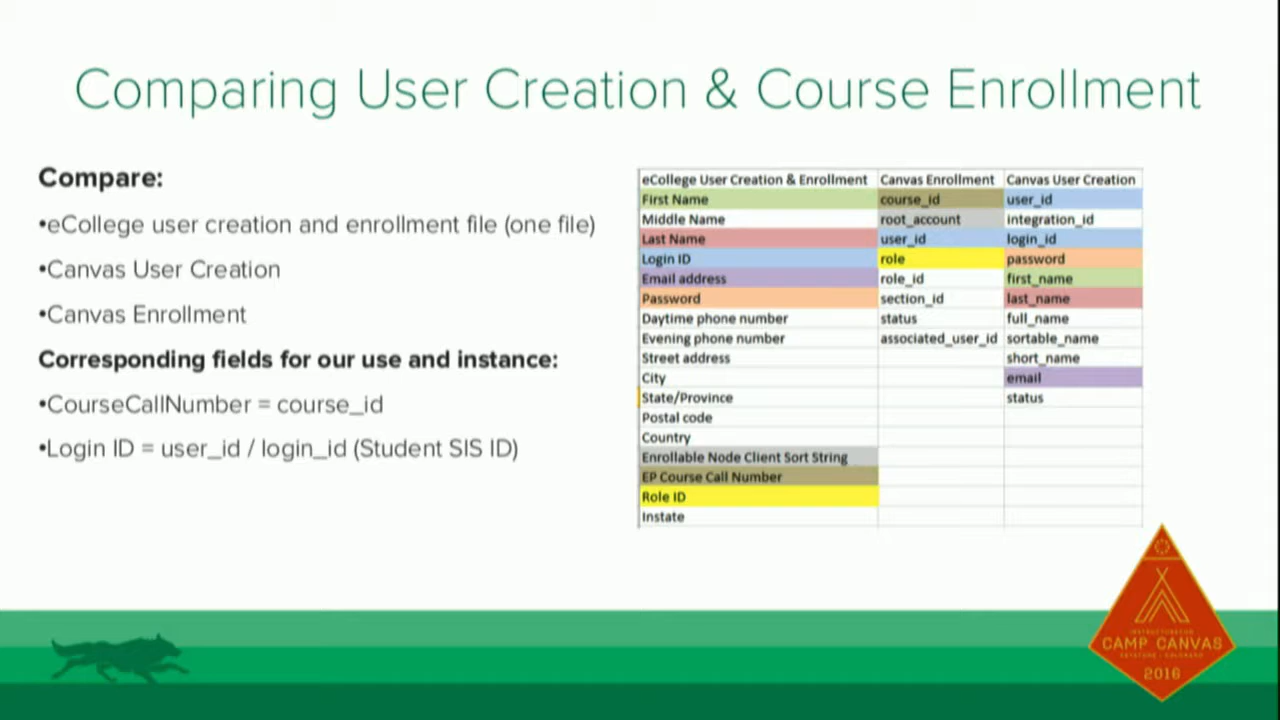 Comparing User Creation & Course Enrollment
Compare:
•eCollege user creation and enrollment file (one file)
•Canvas User Creation
•Canvas Enrollment
Corresponding fields for our use and instance:
•CourseCallNumber = course_id
•Login ID = user_id / login_id (Student SIS ID)
eCollege User Creation & Enrollment Canvas Enrollment Canvas User Creation
First Name course_id user_id
Middle Name root_account integration_id
Last Name user_id login_id
Login ID role password
Email address role_id first_name
Password section_id last_name
Daytime phone number status full_name
Evening phone number associated_user_id sortable_name
Street address short_name
City email
State/Province status
Postal code
Country
Enrollable Node Client Sort String
EP Course Call Number
Role ID
Instate
CAMP CANVAS
2016